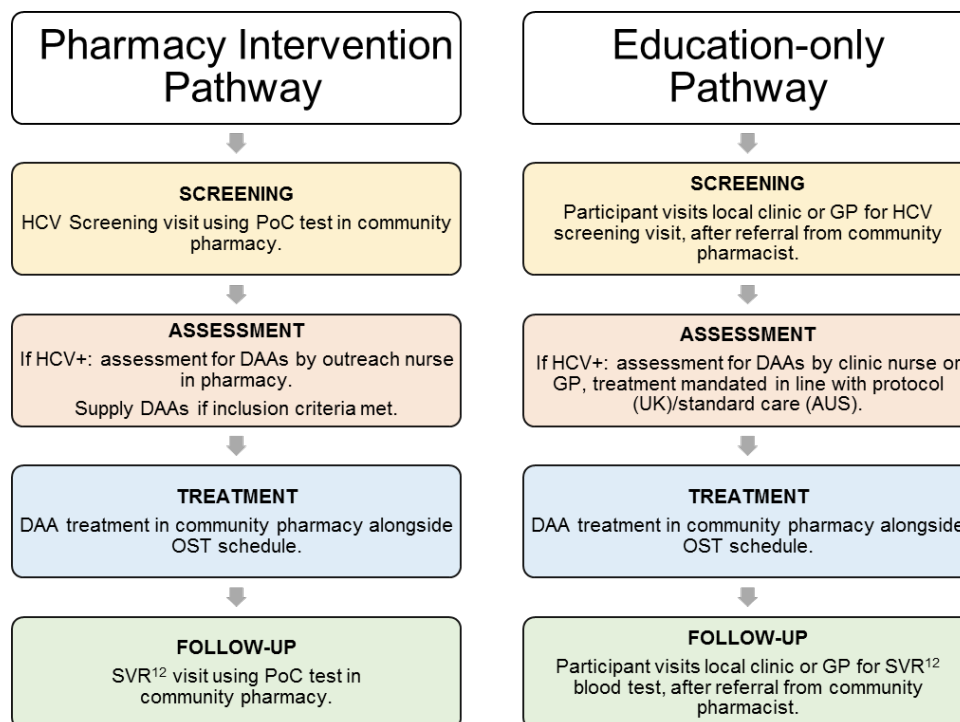 Pharmacy Intervention
Pathway
SCREENING
HCV Screening visit using PoC test in community
pharmacy.
ASSESSMENT
If HCV+: assessment for DAAs by outreach nurse
in pharmacy.
Supply DAAs if inclusion criteria met.
TREATMENT
DAA treatment in community pharmacy alongside
OST schedule.
FOLLOW-UP
SVR¹² visit using PoC test in
community pharmacy.
Education-only
Pathway
SCREENING
Participant visits local clinic or GP for HCV
screening visit, after referral from community
pharmacist.
ASSESSMENT
If HCV+: assessment for DAAs by clinic nurse or
GP, treatment mandated in line with protocol
(UK)/standard care (AUS).
TREATMENT
DAA treatment in community pharmacy alongside
OST schedule.
FOLLOW-UP
Participant visits local clinic or GP for SVR¹²
blood test, after referral from community
pharmacist.